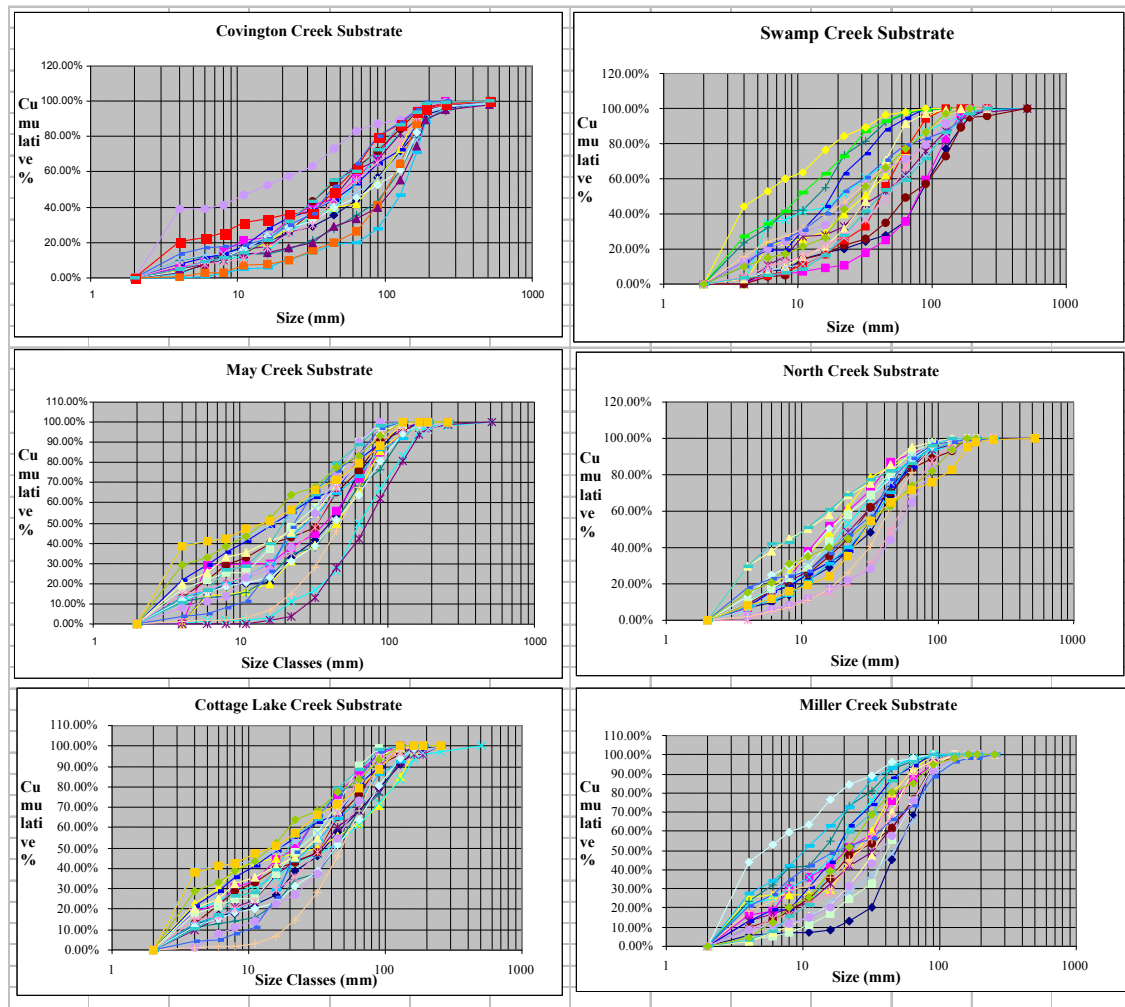 Covington Creek Substrate
120.00%
100.00%
80.00%
60.00%
40.00%
20.00%
0.00%
Cu
mu
lative
%
1 10 100 1000
Size (mm)
Swamp Creek Substrate
120.00%
100.00%
80.00%
60.00%
40.00%
20.00%
0.00%
Cu
mu
lati
ve
%
1 10 100 1000
Size (mm)
May Creek Substrate
110.00%
100.00%
90.00%
80.00%
70.00%
60.00%
50.00%
40.00%
30.00%
20.00%
10.00%
0.00%
Cu
mu
lati
ve
%
1 10 100 1000
Size Classes (mm)
North Creek Substrate
120.00%
100.00%
80.00%
60.00%
40.00%
20.00%
0.00%
Cu
mu
lati
ve
%
1 10 100 1000
Size (mm)
Cottage Lake Creek Substrate
110.00%
100.00%
90.00%
80.00%
70.00%
60.00%
50.00%
40.00%
30.00%
20.00%
10.00%
0.00%
Cu
mu
lati
ve
%
1 10 100 1000
Size Classes (mm)
Miller Creek Substrate
110.00%
100.00%
90.00%
80.00%
70.00%
60.00%
50.00%
40.00%
30.00%
20.00%
10.00%
0.00%
Cu
mu
lati
ve
%
1 10 100 1000
Size (mm)